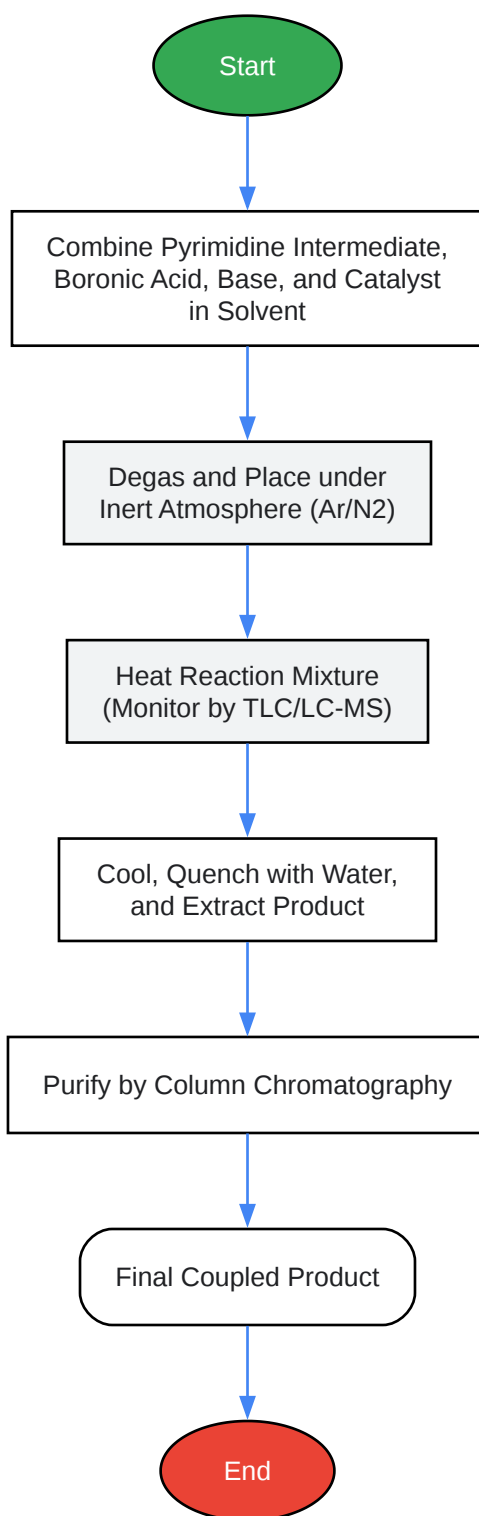 Start
Combine Pyrimidine Intermediate,
Boronic Acid, Base, and Catalyst
in Solvent
Degas and Place under
Inert Atmosphere (Ar/N2)
Heat Reaction Mixture
(Monitor by TLC/LC-MS)
Cool, Quench with Water,
and Extract Product
Purify by Column Chromatography
Final Coupled Product
End